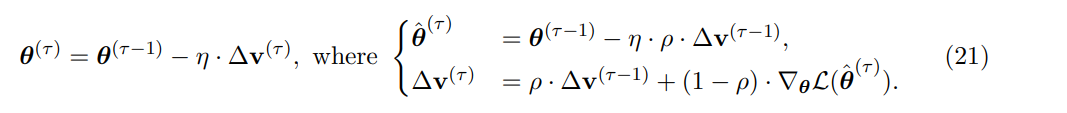 θ^(τ) = θ^(τ−1) − η · Δv^(τ), where { θ̂^(τ) = θ^(τ−1) − η · ρ · Δv^(τ−1),
Δv^(τ) = ρ · Δv^(τ−1) + (1 − ρ) · ∇_θ ℒ(θ̂^(τ)). (21)